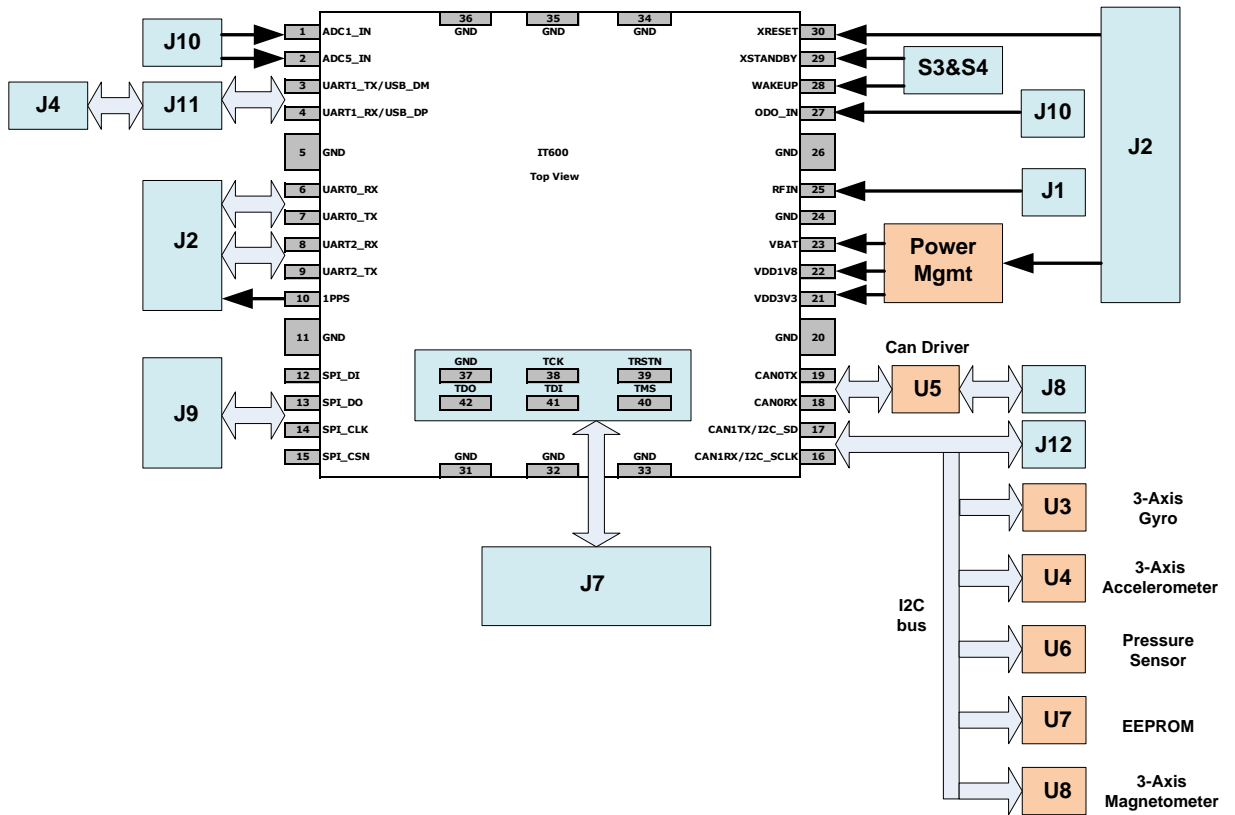 36 35 34
GND GND GND
J10
1 ADC1_IN
2 ADC5_IN
J4
J11
3 UART1_TX/USB_DM
4 UART1_RX/USB_DP
5 GND
J2
6 UART0_RX
7 UART0_TX
8 UART2_RX
9 UART2_TX
10 1PPS
11 GND
J9
12 SPI_DI
13 SPI_DO
14 SPI_CLK
15 SPI_CSN
IT600
Top View
GND TCK TRSTN
37 38 39
TDO TDI TMS
42 41 40
GND GND GND
31 32 33
J7
XRESET 30
XSTANDBY 29
WAKEUP 28
ODO_IN 27
GND 26
RFIN 25
GND 24
VBAT 23
VDD1V8 22
VDD3V3 21
GND 20
CAN0TX 19
CAN0RX 18
CAN1TX/I2C_SD 17
CAN1RX/I2C_SCLK 16
S3&S4
J10
J1
Power
Mgmt
J2
Can Driver
U5
J8
J12
I2C
bus
U3
3-Axis
Gyro
U4
3-Axis
Accelerometer
U6
Pressure
Sensor
U7
EEPROM
U8
3-Axis
Magnetometer